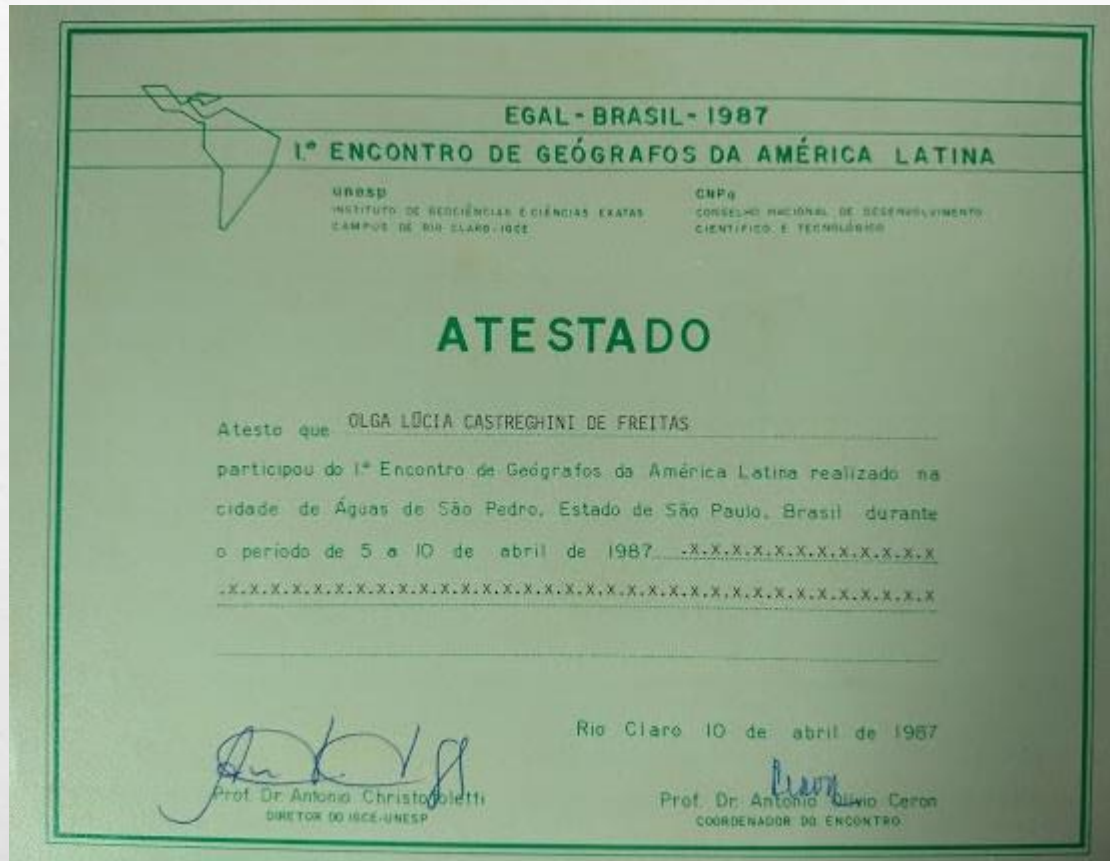 EGAL - BRASIL - 1987
1.º ENCONTRO DE GEÓGRAFOS DA AMÉRICA LATINA
unesp
INSTITUTO DE GEOCIÊNCIAS E CIÊNCIAS EXATAS
CAMPUS DE RIO CLARO - IGCE
CNPq
CONSELHO NACIONAL DE DESENVOLVIMENTO
CIENTÍFICO E TECNOLÓGICO
ATESTADO
Atesto que OLGA LÚCIA CASTREGHINI DE FREITAS
participou do 1.º Encontro de Geógrafos da América Latina realizado na
cidade de Águas de São Pedro, Estado de São Paulo, Brasil durante
o período de 5 a 10 de abril de 1987 .X.X.X.X.X.X.X.X.X.X.X.X
.X.X.X.X.X.X.X.X.X.X.X.X.X.X.X.X.X.X.X.X.X.X.X.X.X.X.X.X.X.X.X.X.X.X
Rio Claro 10 de abril de 1987
Prof. Dr. Antonio Christofoletti
DIRETOR DO IGCE-UNESP
Ceron
Prof. Dr. Antonio Olivio Ceron
COORDENADOR DO ENCONTRO